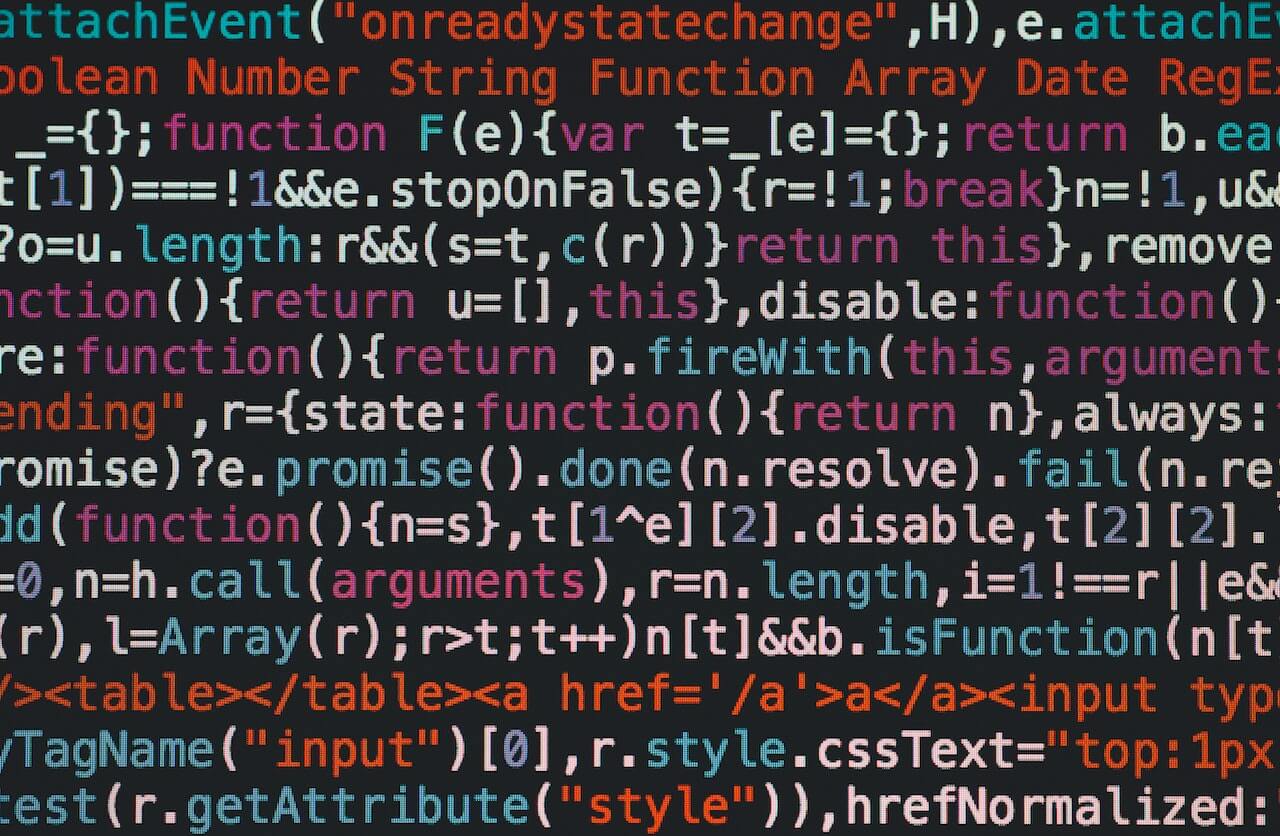 attachEvent("onreadystatechange",H),e.attachE
oolean Number String Function Array Date RegE
_={};function F(e){var t=_[e]={};return b.ea
t[1])===!1&&e.stopOnFalse){r=!1;break}n=!1,u&
?o=u.length:r&&(s=t,c(r))}return this},remove
nction(){return u=[],this},disable:function()
re:function(){return p.fireWith(this,argument
ending",r={state:function(){return n},always:
romise)?e.promise().done(n.resolve).fail(n.re
dd(function(){n=s},t[1^e][2].disable,t[2][2].
=0,n=h.call(arguments),r=n.length,i=1!==r||e&
(r),l=Array(r);r>t;t++)n[t]&&b.isFunction(n[t
/><table></table><a href='/a'>a</a><input typ
yTagName("input")[0],r.style.cssText="top:1px
test(r.getAttribute("style")),hrefNormalized: